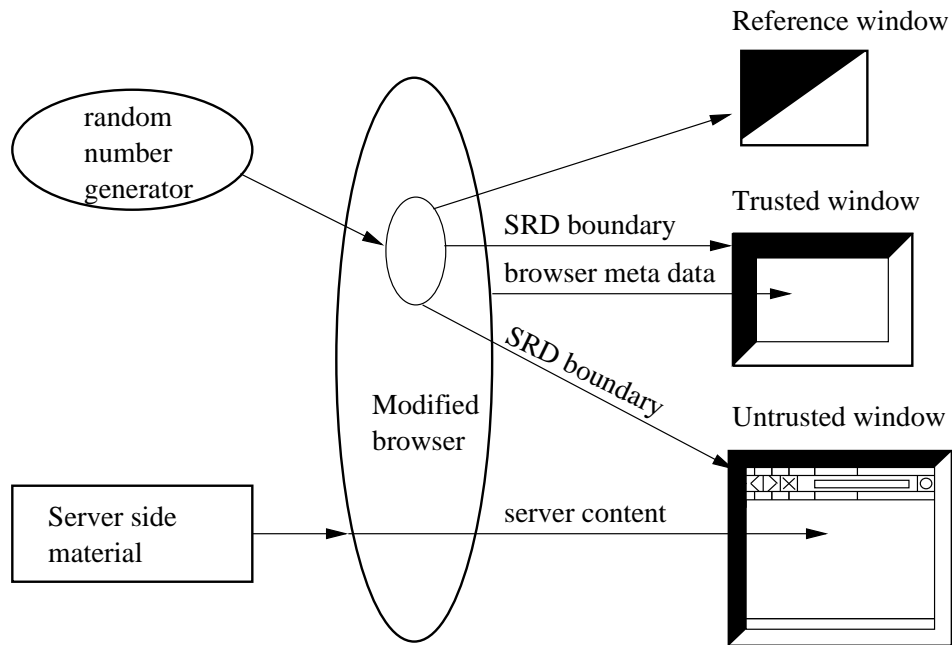 Reference window
random
number
generator
Trusted window
SRD boundary
browser meta data
SRD boundary
Modified
browser
Untrusted window
Server side
material
server content